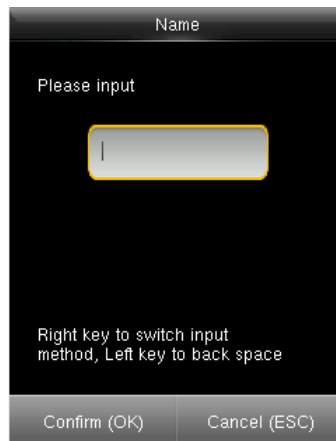 Name
Please input
Right key to switch input
method, Left key to back space
Confirm (OK) Cancel (ESC)